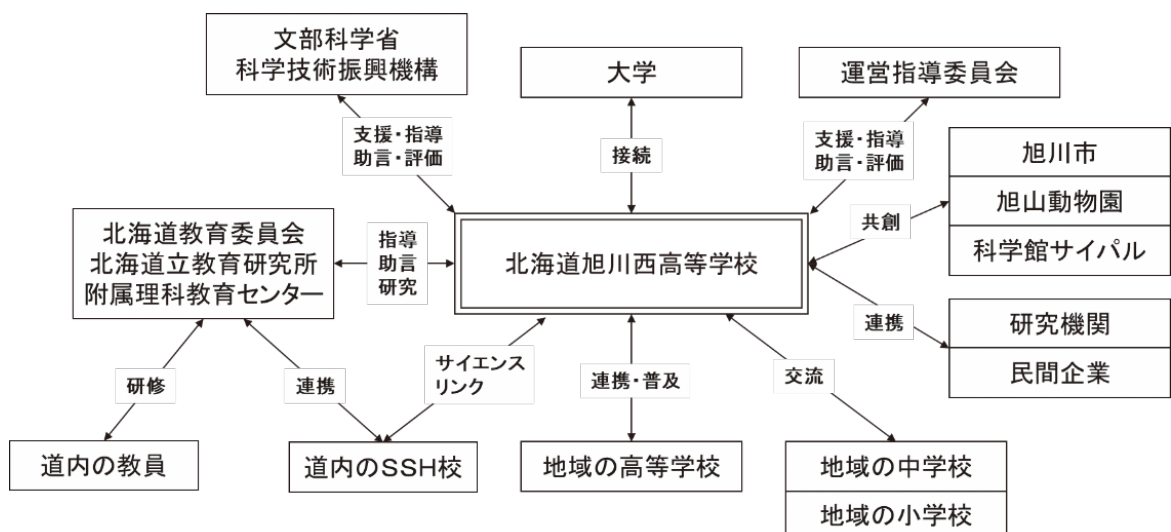 文部科学省
科学技術振興機構
大学
運営指導委員会
支援・指導
助言・評価
接続
支援・指導
助言・評価
旭川市
旭山動物園
科学館サイパル
共創
北海道教育委員会
北海道立教育研究所
附属理科教育センター
指導
助言
研究
北海道旭川西高等学校
連携
研究機関
民間企業
研修
連携
サイエンス
リンク
連携・普及
交流
道内の教員
道内のSSH校
地域の高等学校
地域の中学校
地域の小学校